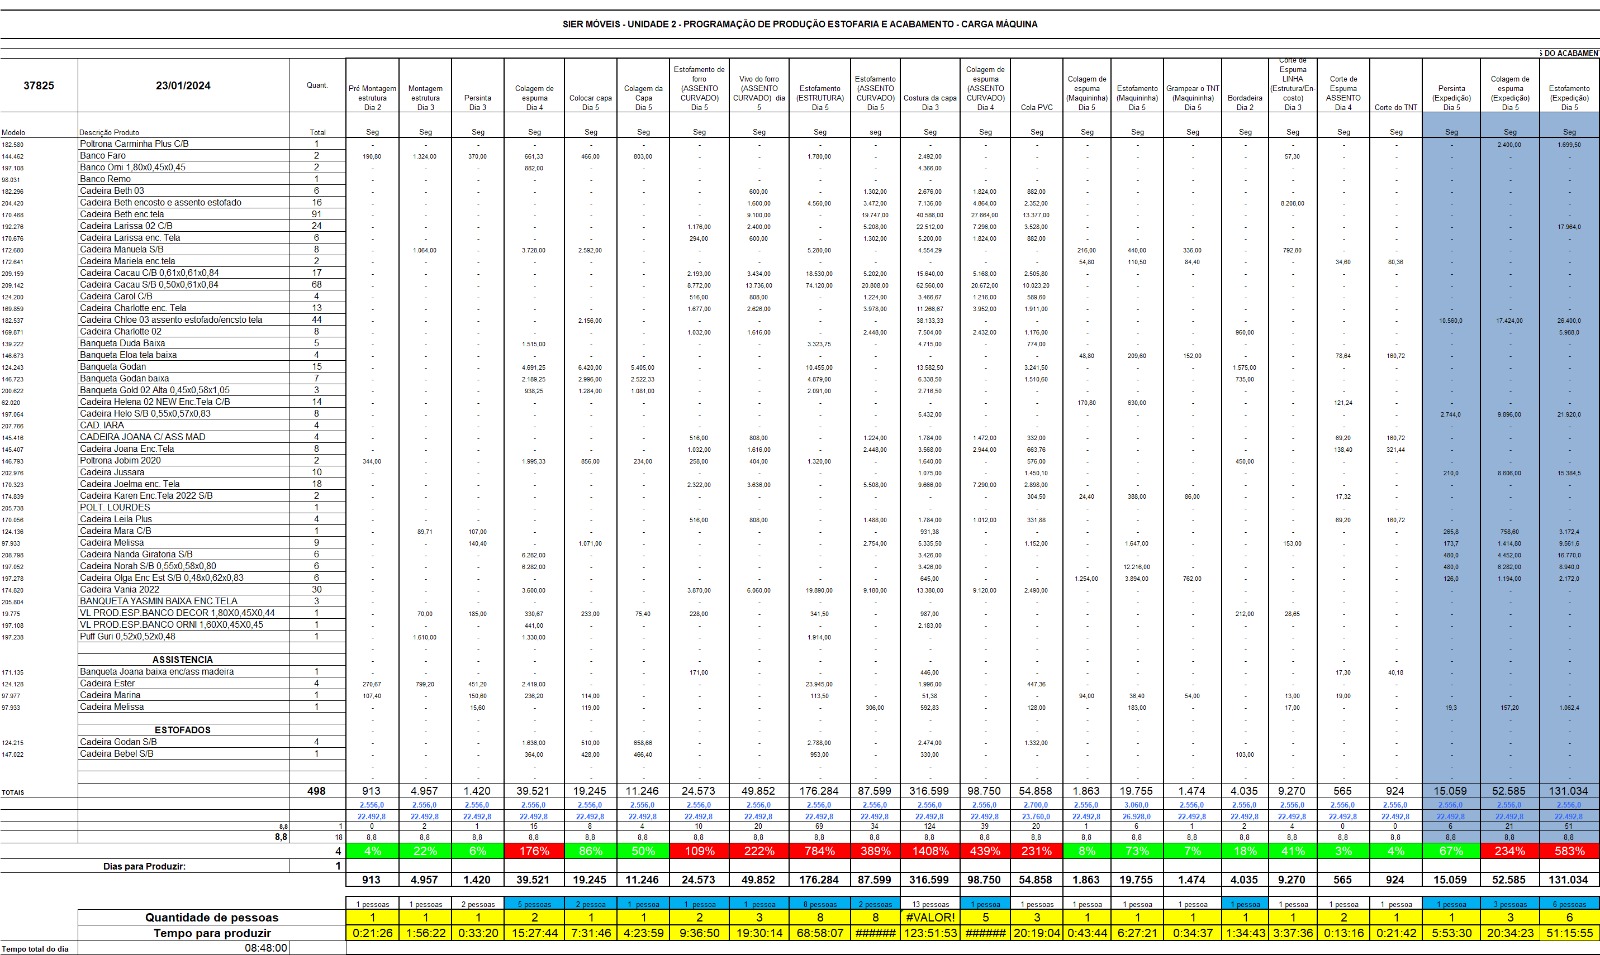 SIER MÓVEIS - UNIDADE 2 - PROGRAMAÇÃO DE PRODUÇÃO ESTOFARIA E ACABAMENTO - CARGA MÁQUINA
DO ACABAMEN
37825 23/01/2024 Quant. Pré Montagem estrutura Dia 2 Montagem estrutura Dia 3 Persinta Dia 3 Colagem de espuma Dia 4 Colocar capa Dia 5 Colagem da Capa Dia 5 Estofamento de forro (ASSENTO CURVADO) Dia 5 Vivo do forro (ASSENTO CURVADO) dia 5 Estofamento (ESTRUTURA) Dia 5 Estofamento (ASSENTO CURVADO) Dia 5 Costura da capa Dia 3 Colagem de espuma (ASSENTO CURVADO) Dia 4 Cola PVC Colagem de espuma (Maquininha) Dia 5 Estofamento (Maquininha) Dia 5 Grampear o TNT (Maquininha) Dia 5 Bordadeira Dia 2 Corte de Espuma LINHA (Estrutura/En-costo) Dia 3 Corte de Espuma ASSENTO Dia 4 Corte do TNT Persinta (Expedição) Dia 5 Colagem de espuma (Expedição) Dia 5 Estofamento (Expedição) Dia 5
Modelo Descrição Produto Total Seg Seg Seg Seg Seg Seg Seg Seg Seg seg Seg Seg Seg Seg Seg Seg Seg Seg Seg Seg Seg Seg Seg
182.580 Poltrona Carminha Plus C/B 1 2.400,00 1.699,50
144.462 Banco Faro 2 190,80 1.324,00 370,00 661,33 466,00 803,00 1.780,00 2.492,00 57,30
197.108 Banco Orni 1,80x0,45x0,45 2 882,00 4.366,00
98.031 Banco Remo 1
182.296 Cadeira Beth 03 6 600,00 1.302,00 2.676,00 1.824,00 882,00
204.420 Cadeira Beth encosto e assento estofado 16 1.600,00 4.560,00 3.472,00 7.136,00 4.864,00 2.352,00 8.208,00
170.468 Cadeira Beth enc.tela 91 9.100,00 19.747,00 40.586,00 27.664,00 13.377,00
192.276 Cadeira Larissa 02 C/B 24 1.176,00 2.400,00 5.208,00 22.512,00 7.296,00 3.528,00 17.964,0
170.676 Cadeira Larissa enc. Tela 6 294,00 600,00 1.302,00 5.200,00 1.824,00 882,00
172.660 Cadeira Manuela S/B 8 1.064,00 3.728,00 2.592,00 5.280,00 4.554,29 216,00 440,00 336,00 792,80
172.641 Cadeira Mariela enc.tela 2 54,80 110,50 84,40 34,60 80,36
209.159 Cadeira Cacau C/B 0,61x0,61x0,84 17 2.193,00 3.434,00 18.530,00 5.202,00 15.640,00 5.168,00 2.505,80
209.142 Cadeira Cacau S/B 0,50x0,61x0,84 68 8.772,00 13.736,00 74.120,00 20.808,00 62.560,00 20.672,00 10.023,20
124.200 Cadeira Carol C/B 4 516,00 808,00 1.224,00 3.466,67 1.216,00 589,60
169.859 Cadeira Charlotte enc. Tela 13 1.677,00 2.626,00 3.978,00 11.266,67 3.952,00 1.911,00
182.537 Cadeira Chloe 03 assento estofado/encsto tela 44 2.156,00 38.133,33 10.560,0 17.424,00 26.400,0
169.871 Cadeira Charlotte 02 8 1.032,00 1.616,00 2.448,00 7.504,00 2.432,00 1.176,00 960,00 5.988,0
139.222 Banqueta Duda Baixa 5 1.515,00 3.323,75 4.715,00 774,00
146.673 Banqueta Eloa tela baixa 4 48,80 209,60 152,00 78,64 160,72
124.243 Banqueta Godan 15 4.691,25 6.420,00 5.405,00 10.455,00 13.582,50 3.241,50 1.575,00
146.723 Banqueta Godan baixa 7 2.189,25 2.996,00 2.522,33 4.879,00 6.338,50 1.510,60 735,00
200.622 Banqueta Gold 02 Alta 0,45x0,58x1,05 3 938,25 1.284,00 1.081,00 2.091,00 2.716,50
82.020 Cadeira Helena 02 NEW Enc.Tela C/B 14 170,80 930,00 121,24
197.064 Cadeira Helo S/B 0,55x0,57x0,83 8 5.432,00 2.744,0 9.896,00 21.920,0
207.766 CAD. IARA 4
145.416 CADEIRA JOANA C/ ASS MAD 4 516,00 808,00 1.224,00 1.784,00 1.472,00 332,00 69,20 160,72
145.407 Cadeira Joana Enc.Tela 8 1.032,00 1.616,00 2.448,00 3.568,00 2.944,00 663,76 138,40 321,44
146.793 Poltrona Jobim 2020 2 344,00 1.995,33 856,00 234,00 258,00 404,00 1.320,00 1.640,00 576,00 450,00
202.976 Cadeira Jussara 10 1.075,00 1.450,10 210,0 8.606,00 15.384,5
170.323 Cadeira Joelma enc. Tela 18 2.322,00 3.636,00 5.508,00 9.666,00 7.290,00 2.898,00
174.839 Cadeira Karen Enc.Tela 2022 S/B 2 304,50 24,40 388,00 86,00 17,32
205.738 POLT. LOURDES 1
170.056 Cadeira Leila Plus 4 516,00 808,00 1.488,00 1.784,00 1.012,00 331,88 69,20 160,72
124.136 Cadeira Mara C/B 1 89,71 107,00 931,38 265,8 758,60 3.172,4
97.933 Cadeira Melissa 9 140,40 1.071,00 2.754,00 5.335,50 1.152,00 1.647,00 153,00 173,7 1.414,80 9.561,6
208.798 Cadeira Nanda Giratoria S/B 6 6.282,00 3.426,00 480,0 4.452,00 16.770,0
197.052 Cadeira Norah S/B 0,55x0,58x0,80 6 6.282,00 3.426,00 12.216,00 480,0 6.282,00 8.940,0
197.278 Cadeira Olga Enc Est S/B 0,48x0,62x0,83 6 645,00 1.254,00 3.894,00 762,00 126,0 1.194,00 2.172,0
174.820 Cadeira Vania 2022 30 3.600,00 3.870,00 6.060,00 19.890,00 9.180,00 13.380,00 9.120,00 2.490,00
205.804 BANQUETA YASMIN BAIXA ENC TELA 3
19.775 VL PROD.ESP.BANCO DECOR 1,80X0,45X0,44 1 70,00 185,00 330,67 233,00 75,40 228,00 341,50 987,00 212,00 28,65
197.108 VL PROD.ESP.BANCO ORNI 1,60X0,45X0,45 1 441,00 2.183,00
197.238 Puff Guri 0,52x0,52x0,48 1 1.610,00 1.330,00 1.914,00
ASSISTENCIA
171.135 Banqueta Joana baixa enc/ass madeira 1 171,00 446,00 17,30 40,18
124.128 Cadeira Ester 4 270,67 799,20 451,20 2.419,00 23.945,00 1.996,00 447,36
97.977 Cadeira Marina 1 107,40 150,60 236,20 114,00 113,50 51,38 94,00 36,40 54,00 13,00 19,00
97.933 Cadeira Melissa 1 15,60 119,00 306,00 592,83 128,00 183,00 17,00 19,3 157,20 1.062,4
ESTOFADOS
124.215 Cadeira Godan S/B 4 1.636,00 510,00 658,66 2.788,00 2.474,00 1.332,00
147.022 Cadeira Bebel S/B 1 364,00 428,00 466,40 953,00 330,00 103,00
TOTAIS 498 913 4.957 1.420 39.521 19.245 11.246 24.573 49.852 176.284 87.599 316.599 98.750 54.858 1.863 19.755 1.474 4.035 9.270 565 924 15.059 52.585 131.034
2.556,0 2.556,0 2.556,0 2.556,0 2.556,0 2.556,0 2.556,0 2.556,0 2.556,0 2.556,0 2.556,0 2.556,0 2.700,0 2.556,0 3.060,0 2.556,0 2.556,0 2.556,0 2.556,0 2.556,0 2.556,0 2.556,0 2.556,0
22.492,8 22.492,8 22.492,8 22.492,8 22.492,8 22.492,8 22.492,8 22.492,8 22.492,8 22.492,8 22.492,8 22.492,8 23.760,0 22.492,8 26.928,0 22.492,8 22.492,8 22.492,8 22.492,8 22.492,8 22.492,8 22.492,8 22.492,8
8,8 1 0 2 1 16 8 4 10 20 69 34 124 39 20 1 6 1 2 4 0 0 6 21 51
8,8 18 8,8 8,8 8,8 8,8 8,8 8,8 8,8 8,8 8,8 8,8 8,8 8,8 8,8 8,8 8,8 8,8 8,8 8,8 8,8 8,8 8,8 8,8 8,8
4 4% 22% 6% 176% 86% 50% 109% 222% 784% 389% 1408% 439% 231% 8% 73% 7% 18% 41% 3% 4% 67% 234% 583%
Dias para Produzir: 1
913 4.957 1.420 39.521 19.245 11.246 24.573 49.852 176.284 87.599 316.599 98.750 54.858 1.863 19.755 1.474 4.035 9.270 565 924 15.059 52.585 131.034
1 pessoas 1 pessoas 2 pessoas 5 pessoas 2 pessoas 1 pessoas 1 pessoas 1 pessoas 8 pessoas 2 pessoas 13 pessoas 1 pessoas 1 pessoas 1 pessoas 1 pessoas 1 pessoas 1 pessoa 1 pessoas 1 pessoas 1 pessoas 1 pessoa 3 pessoas 6 pessoas
Quantidade de pessoas 1 1 1 2 1 1 2 3 8 8 #VALOR! 5 3 1 1 1 1 1 2 1 1 3 6
Tempo para produzir 0:21:26 1:56:22 0:33:20 15:27:44 7:31:46 4:23:59 9:36:50 19:30:14 68:58:07 ###### 123:51:53 ###### 20:19:04 0:43:44 6:27:21 0:34:37 1:34:43 3:37:36 0:13:16 0:21:42 5:53:30 20:34:23 51:15:55
Tempo total do dia 08:48:00